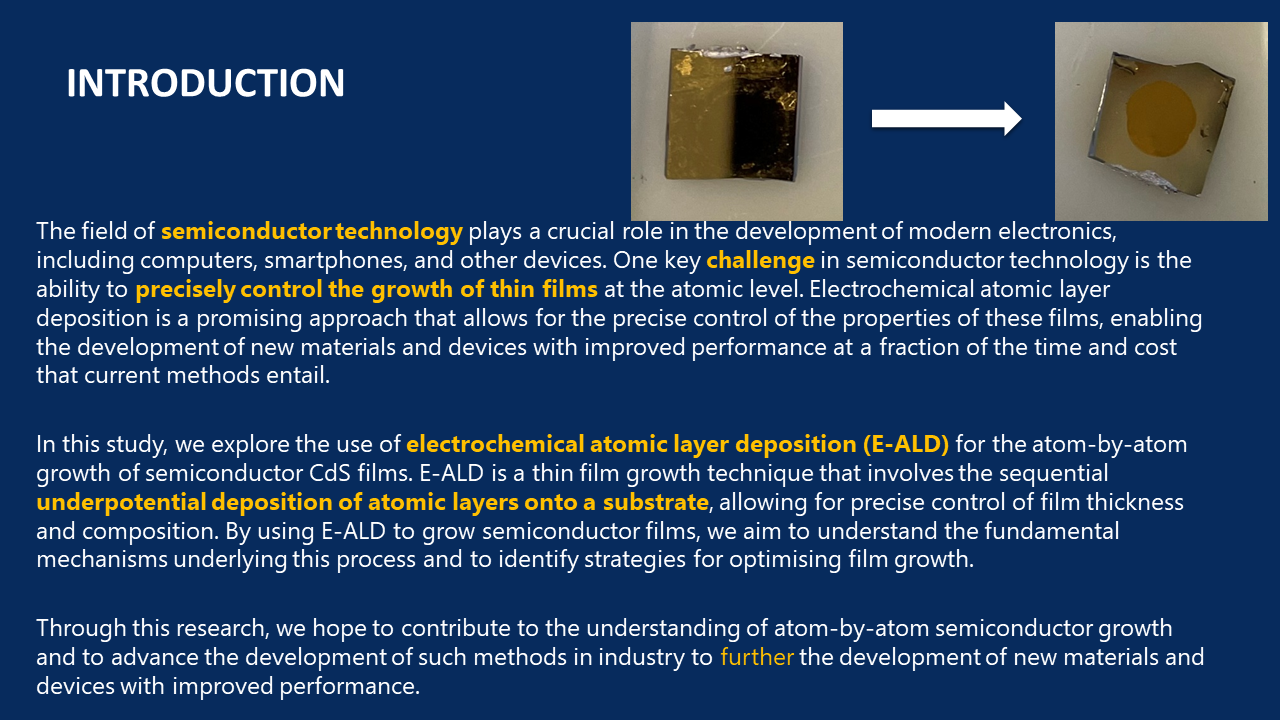 INTRODUCTION
The field of semiconductor technology plays a crucial role in the development of modern electronics,
including computers, smartphones, and other devices. One key challenge in semiconductor technology is the
ability to precisely control the growth of thin films at the atomic level. Electrochemical atomic layer
deposition is a promising approach that allows for the precise control of the properties of these films, enabling
the development of new materials and devices with improved performance at a fraction of the time and cost
that current methods entail.
In this study, we explore the use of electrochemical atomic layer deposition (E-ALD) for the atom-by-atom
growth of semiconductor CdS films. E-ALD is a thin film growth technique that involves the sequential
underpotential deposition of atomic layers onto a substrate, allowing for precise control of film thickness
and composition. By using E-ALD to grow semiconductor films, we aim to understand the fundamental
mechanisms underlying this process and to identify strategies for optimising film growth.
Through this research, we hope to contribute to the understanding of atom-by-atom semiconductor growth
and to advance the development of such methods in industry to further the development of new materials and
devices with improved performance.